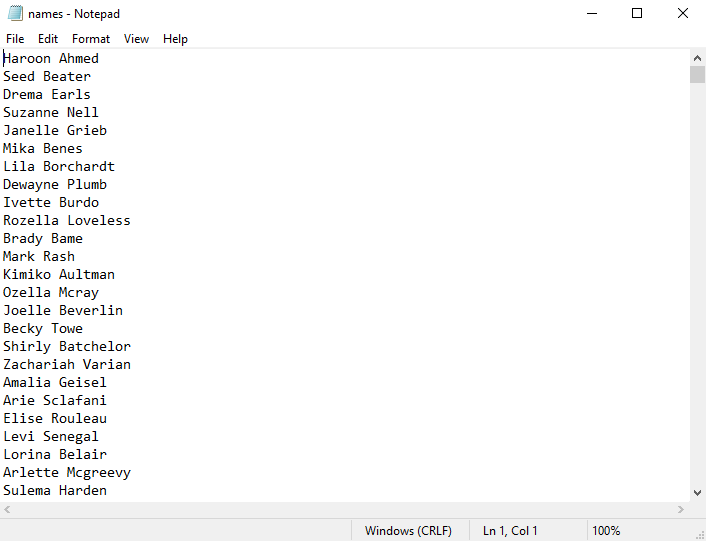 names - Notepad
File Edit Format View Help
Haroon Ahmed
Seed Beater
Drema Earls
Suzanne Nell
Janelle Grieb
Mika Benes
Lila Borchardt
Dewayne Plumb
Ivette Burdo
Rozella Loveless
Brady Bame
Mark Rash
Kimiko Aultman
Ozella Mcray
Joelle Beverlin
Becky Towe
Shirly Batchelor
Zachariah Varian
Amalia Geisel
Arie Sclafani
Elise Rouleau
Levi Senegal
Lorina Belair
Arlette Mcgreevy
Sulema Harden
Windows (CRLF) Ln 1, Col 1 100%